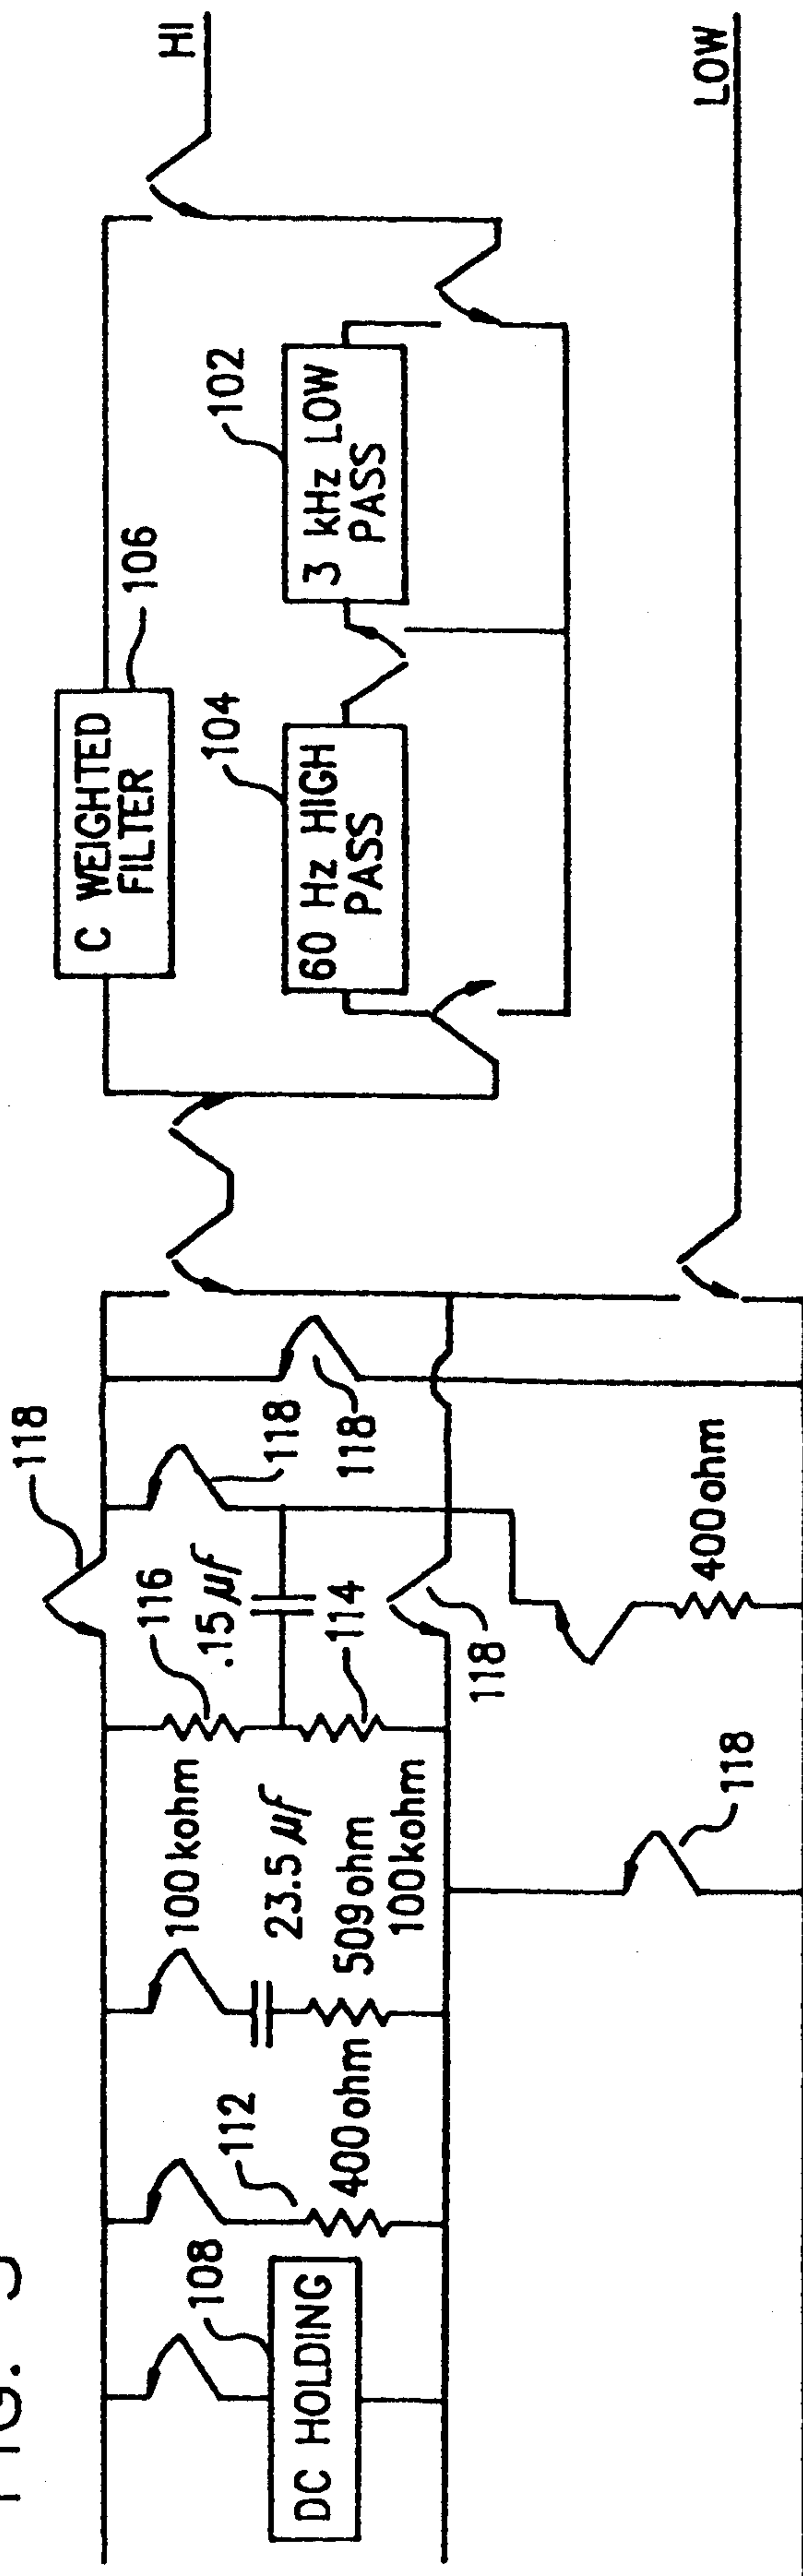 FIG.
118
C WEIGHTED
FILTER
106
HI
108
112
100 kohm
116
.15 µf
118
118
104
60 Hz HIGH
PASS
102
3 kHz LOW
PASS
DC HOLDING
400 ohm
23.5 µf
509 ohm
100 kohm
114
118
118
400 ohm
LOW